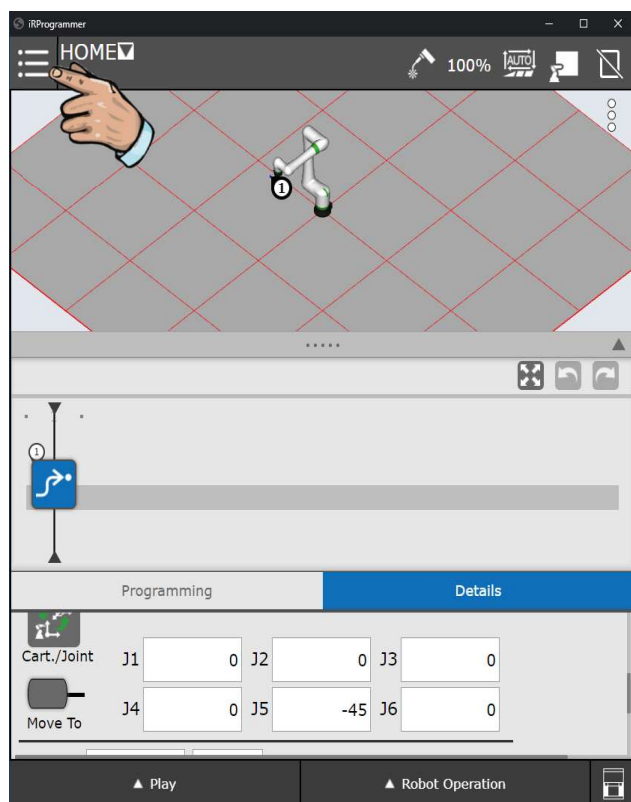 iRProgrammer
HOME
100%
AUTO
1
1
Programming
Details
Cart./Joint
J1 0 J2 0 J3 0
Move To
J4 0 J5 -45 J6 0
Play
Robot Operation